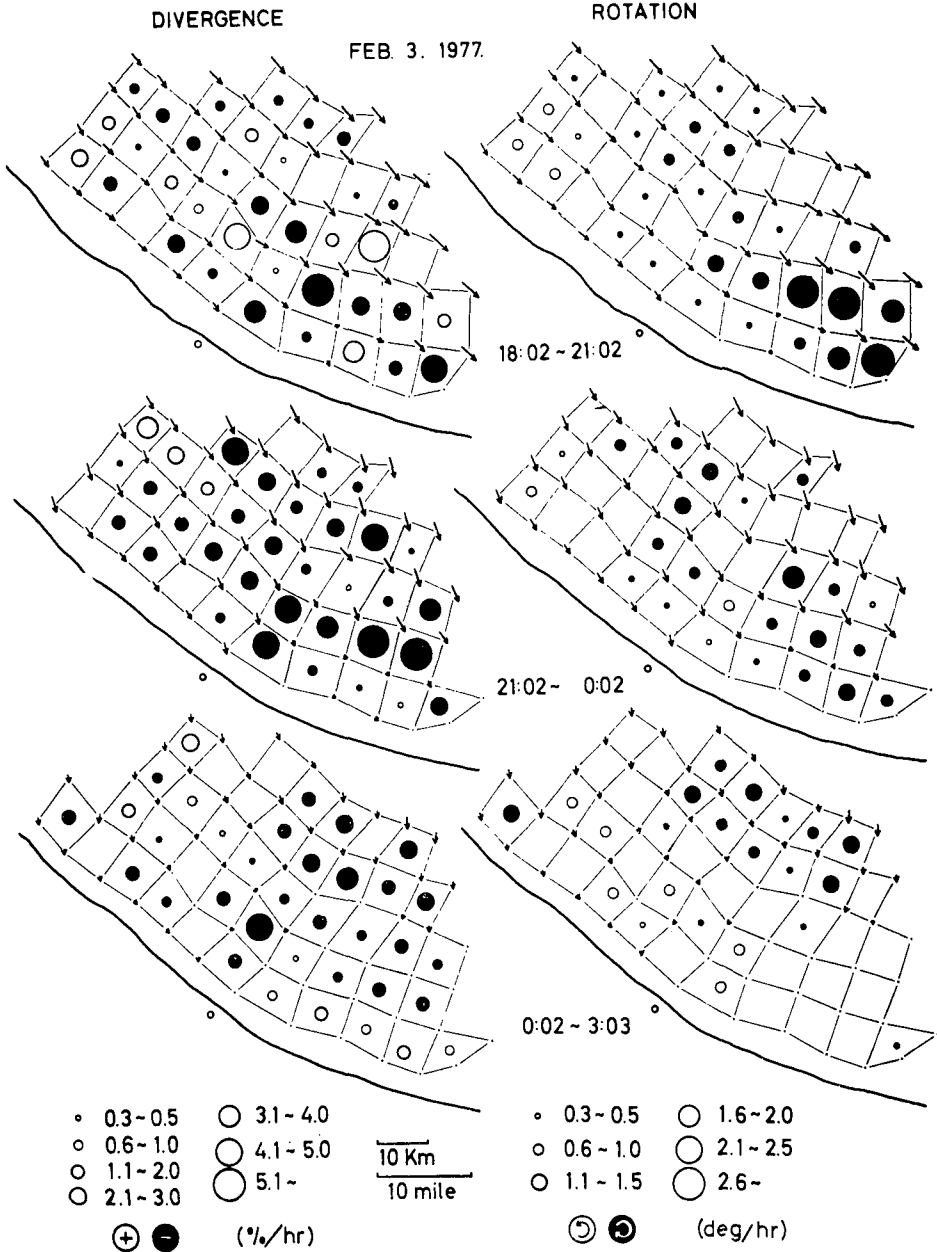 DIVERGENCE
ROTATION
FEB. 3. 1977.
18:02~21:02
21:02~ 0:02
0:02~3:03
0.3~0.5
0.6~1.0
1.1~2.0
2.1~3.0
3.1~4.0
4.1~5.0
5.1~
10 Km
10 mile
0.3~0.5
0.6~1.0
1.1~1.5
1.6~2.0
2.1~2.5
2.6~
+ - (%/hr)
(deg/hr)